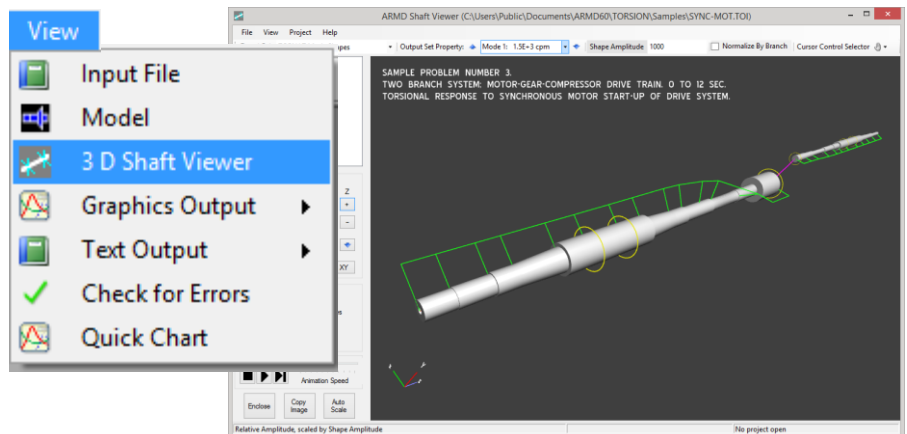 View
Input File
Model
3 D Shaft Viewer
Graphics Output
Text Output
Check for Errors
Quick Chart
ARMD Shaft Viewer (C:\Users\Public\Documents\ARMD60\TORSION\Samples\SYNC-MOT.TOI)
File View Project Help
Output Set Property: Mode 1: 1.5E+3 cpm Shape Amplitude 1000 Normalize By Branch Cursor Control Selector
SAMPLE PROBLEM NUMBER 3.
TWO BRANCH SYSTEM: MOTOR-GEAR-COMPRESSOR DRIVE TRAIN. 0 TO 12 SEC.
TORSIONAL RESPONSE TO SYNCHRONOUS MOTOR START-UP OF DRIVE SYSTEM.
Z
+
-
XY
Animation Speed
Enclose Copy Image Auto Scale
Relative Amplitude, scaled by Shape Amplitude No project open